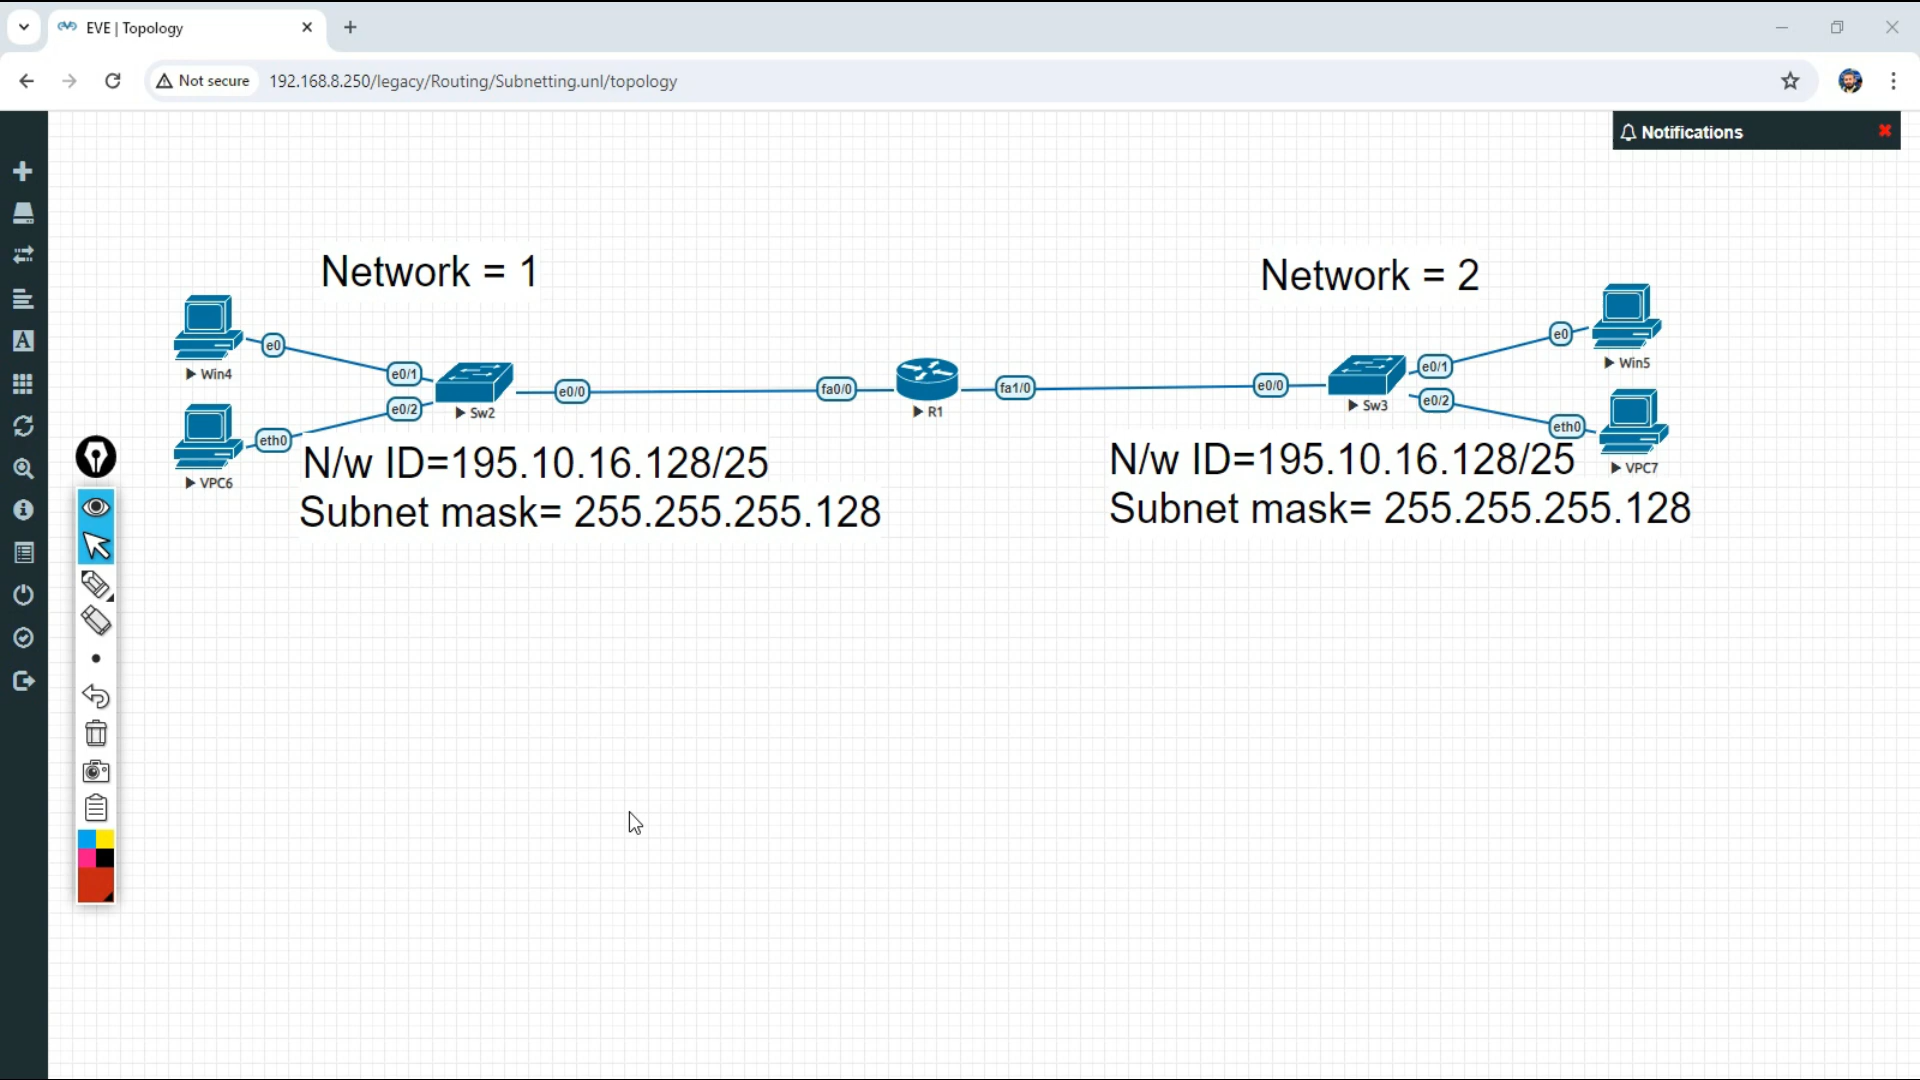 EVE | Topology
Not secure
192.168.8.250/legacy/Routing/Subnetting.unl/topology
Notifications
Network = 1
Network = 2
e0
e0
Win4
Win5
e0/1
e0/1
e0/2
e0/2
e0/0
fa0/0
fa1/0
e0/0
Sw2
R1
Sw3
eth0
eth0
VPC6
VPC7
N/w ID=195.10.16.128/25
Subnet mask= 255.255.255.128
N/w ID=195.10.16.128/25
Subnet mask= 255.255.255.128
A